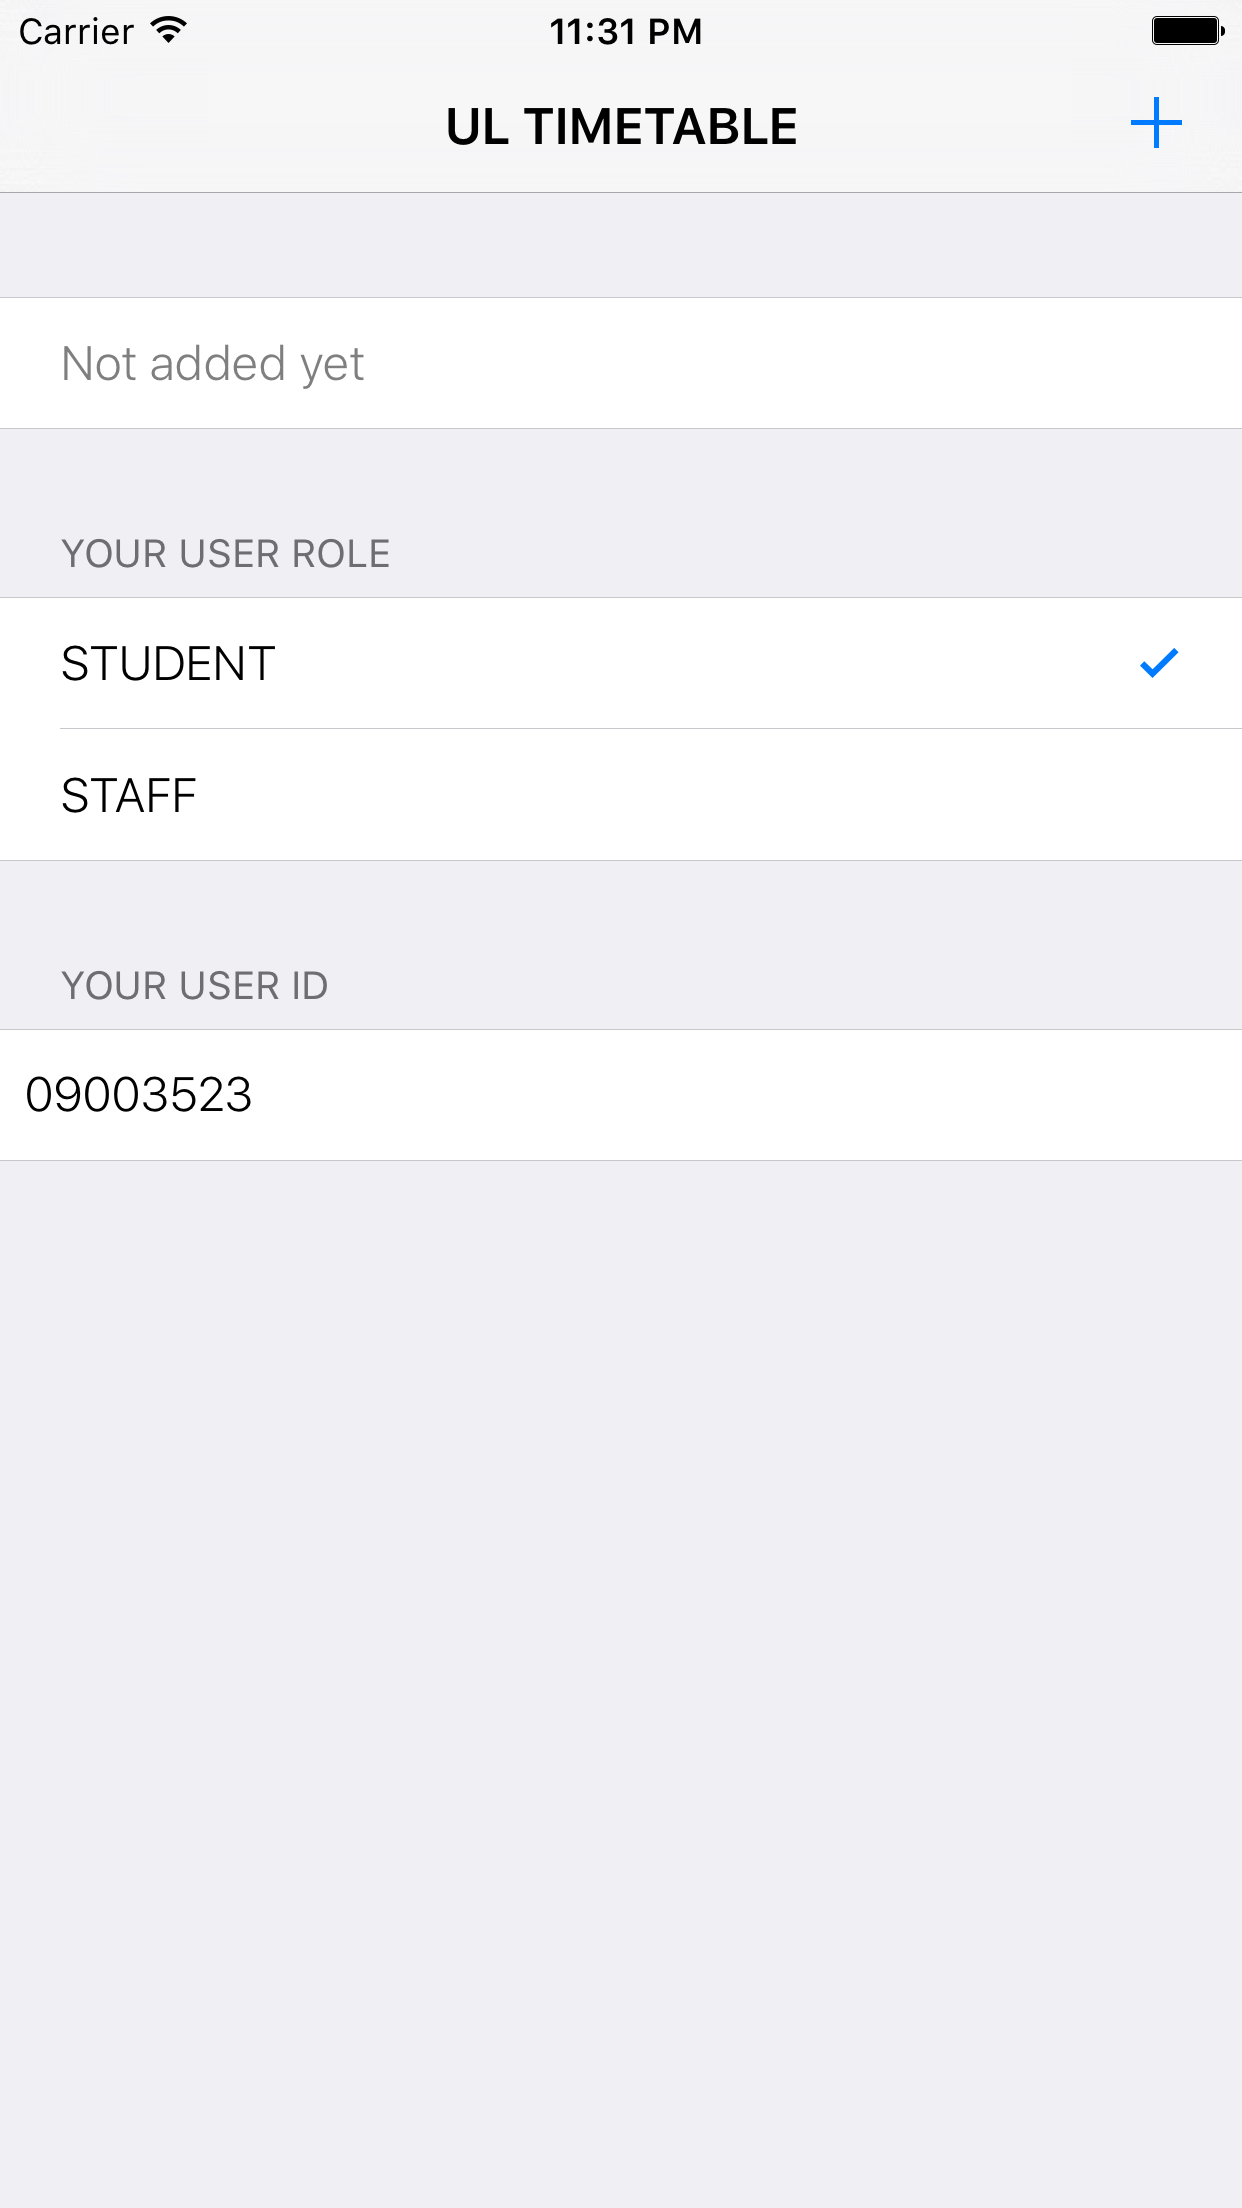 Carrier 11:31 PM
UL TIMETABLE
Not added yet
YOUR USER ROLE
STUDENT
STAFF
YOUR USER ID
09003523